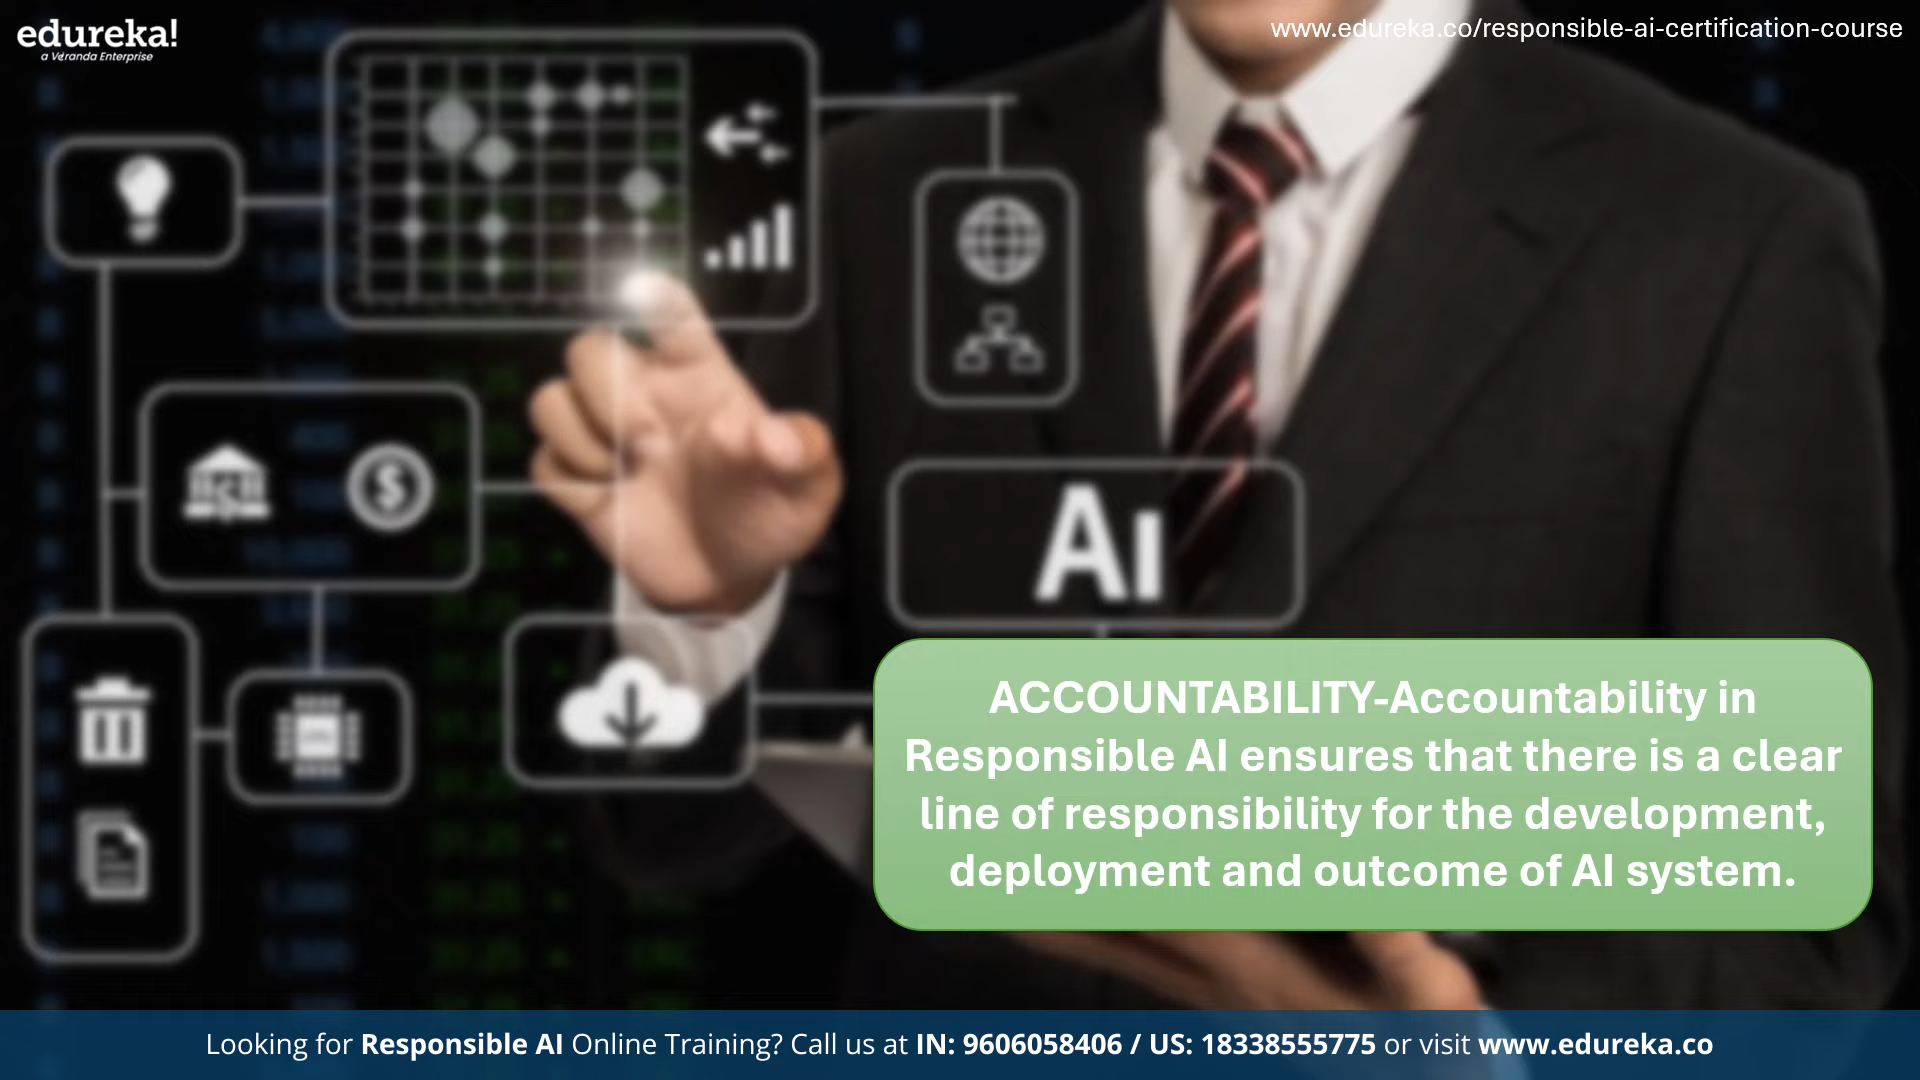 edureka!
a Veranda Enterprise
www.edureka.co/responsible-ai-certification-course
AI
ACCOUNTABILITY-Accountability in
Responsible AI ensures that there is a clear
line of responsibility for the development,
deployment and outcome of AI system.
Looking for Responsible AI Online Training? Call us at IN: 9606058406 / US: 18338555775 or visit www.edureka.co